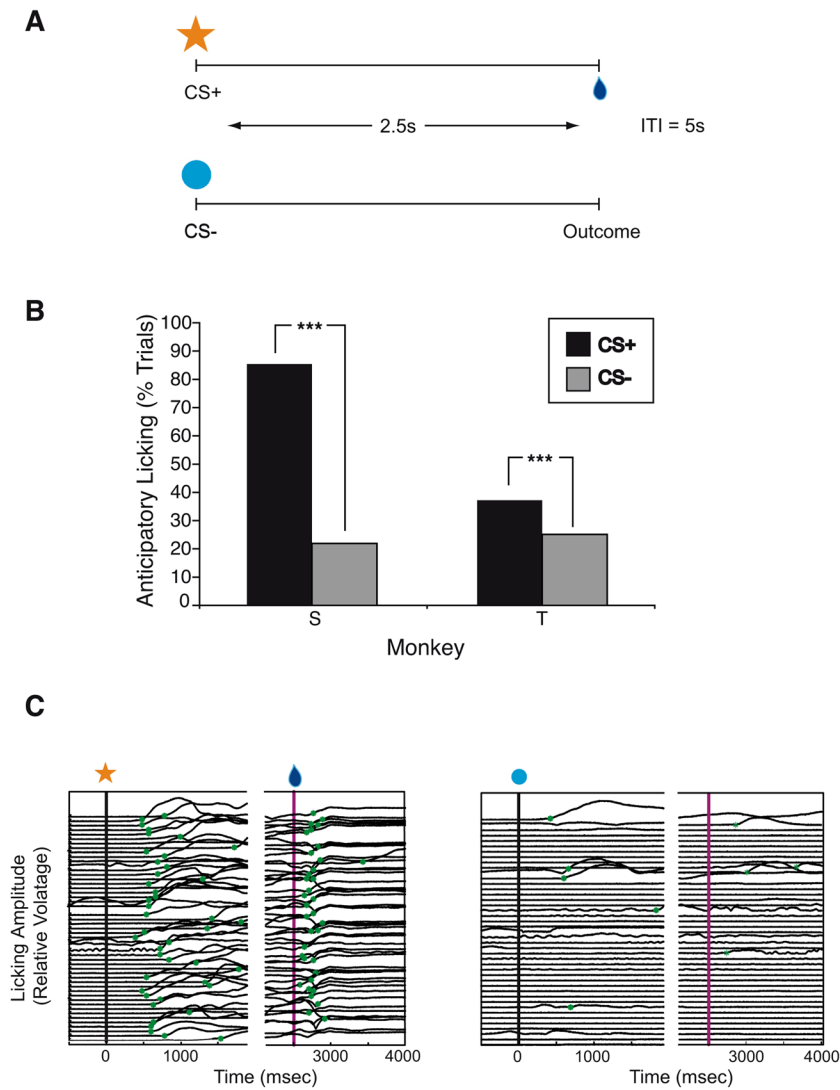 A
CS+
2.5s
ITI = 5s
CS-
Outcome
B
Anticipatory Licking (% Trials)
100
90
80
70
60
50
40
30
20
10
0
***
***
CS+
CS-
S
T
Monkey
C
Licking Amplitude
(Relative Volatage)
0
1000
3000
4000
0
1000
3000
4000
Time (msec)
Time (msec)